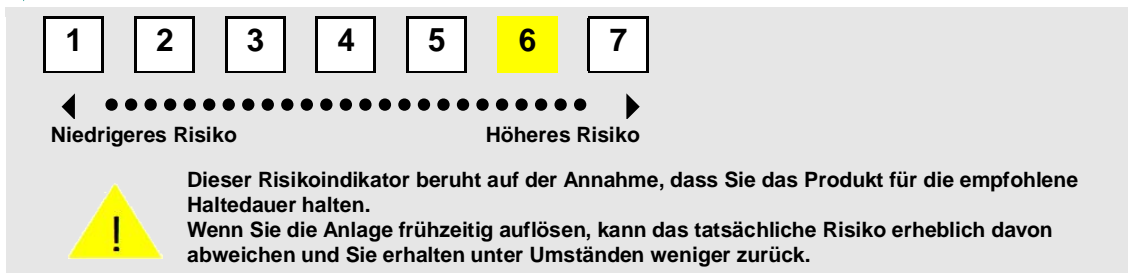 1 2 3 4 5 6 7
Niedrigeres Risiko Höheres Risiko
Dieser Risikoindikator beruht auf der Annahme, dass Sie das Produkt für die empfohlene
Haltedauer halten.
Wenn Sie die Anlage frühzeitig auflösen, kann das tatsächliche Risiko erheblich davon
abweichen und Sie erhalten unter Umständen weniger zurück.
!